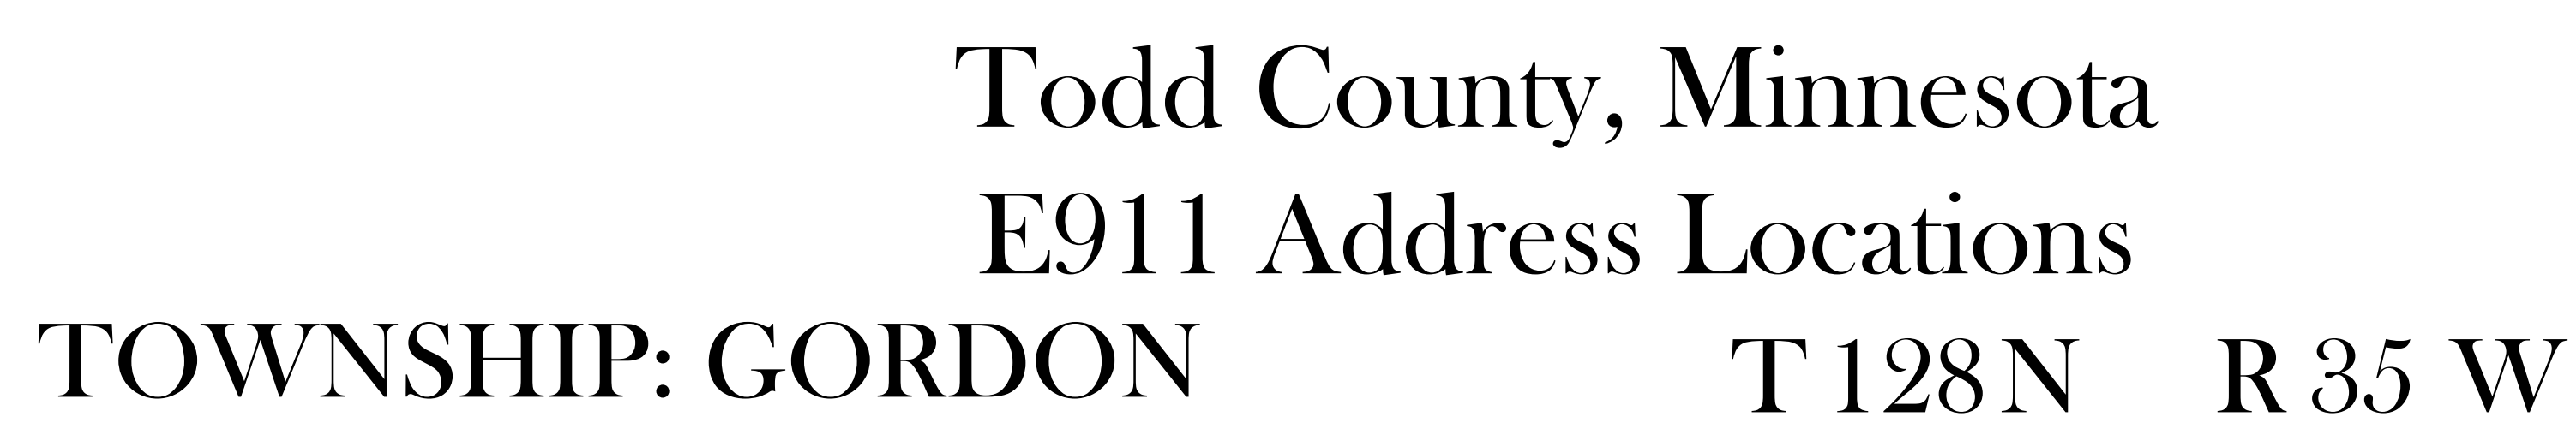 Todd County, Minnesota
E911 Address Locations
TOWNSHIP: GORDON T 128 N R 35 W